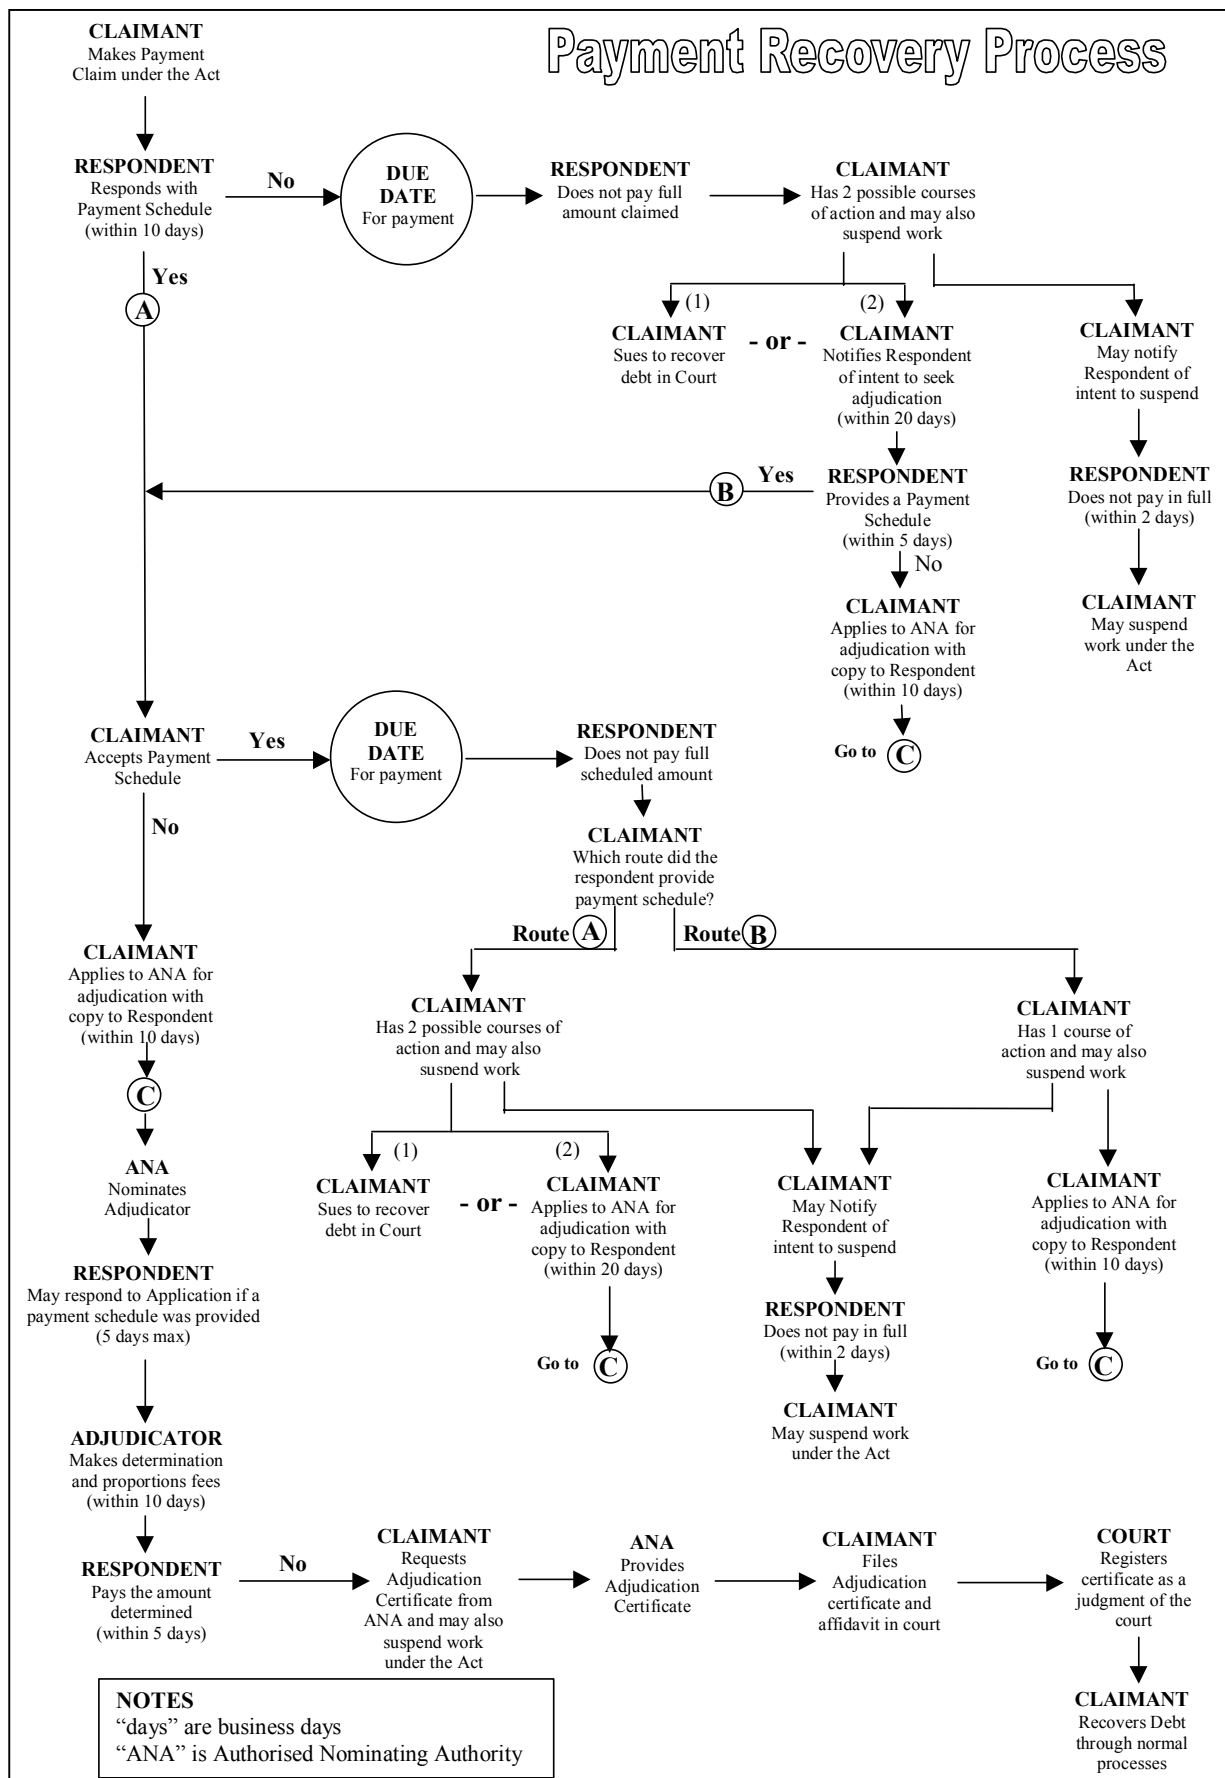 Payment Recovery Process
CLAIMANT
Makes Payment
Claim under the Act
RESPONDENT
Responds with
Payment Schedule
(within 10 days)
No
DUE
DATE
For payment
RESPONDENT
Does not pay full
amount claimed
CLAIMANT
Has 2 possible courses
of action and may also
suspend work
Yes
A
(1)
CLAIMANT
Sues to recover
debt in Court
- or -
(2)
CLAIMANT
Notifies Respondent
of intent to seek
adjudication
(within 20 days)
CLAIMANT
May notify
Respondent of
intent to suspend
RESPONDENT
Provides a Payment
Schedule
(within 5 days)
Yes
B
No
RESPONDENT
Does not pay in full
(within 2 days)
CLAIMANT
Applies to ANA for
adjudication with
copy to Respondent
(within 10 days)
Go to C
CLAIMANT
May suspend
work under the
Act
CLAIMANT
Accepts Payment
Schedule
Yes
DUE
DATE
For payment
RESPONDENT
Does not pay full
scheduled amount
No
CLAIMANT
Which route did the
respondent provide
payment schedule?
Route A
Route B
CLAIMANT
Applies to ANA for
adjudication with
copy to Respondent
(within 10 days)
C
CLAIMANT
Has 2 possible courses of
action and may also
suspend work
CLAIMANT
Has 1 course of
action and may also
suspend work
(1)
CLAIMANT
Sues to recover
debt in Court
- or -
(2)
CLAIMANT
Applies to ANA for
adjudication with
copy to Respondent
(within 20 days)
Go to C
CLAIMANT
May Notify
Respondent of
intent to suspend
RESPONDENT
Does not pay in full
(within 2 days)
CLAIMANT
May suspend work
under the Act
CLAIMANT
Applies to ANA for
adjudication with
copy to Respondent
(within 10 days)
Go to C
ANA
Nominates
Adjudicator
RESPONDENT
May respond to Application if a
payment schedule was provided
(5 days max)
ADJUDICATOR
Makes determination
and proportions fees
(within 10 days)
RESPONDENT
Pays the amount
determined
(within 5 days)
No
CLAIMANT
Requests
Adjudication
Certificate from
ANA and may also
suspend work
under the Act
ANA
Provides
Adjudication
Certificate
CLAIMANT
Files
Adjudication
certificate and
affidavit in court
COURT
Registers
certificate as a
judgment of the
court
CLAIMANT
Recovers Debt
through normal
processes
NOTES
“days” are business days
“ANA” is Authorised Nominating Authority